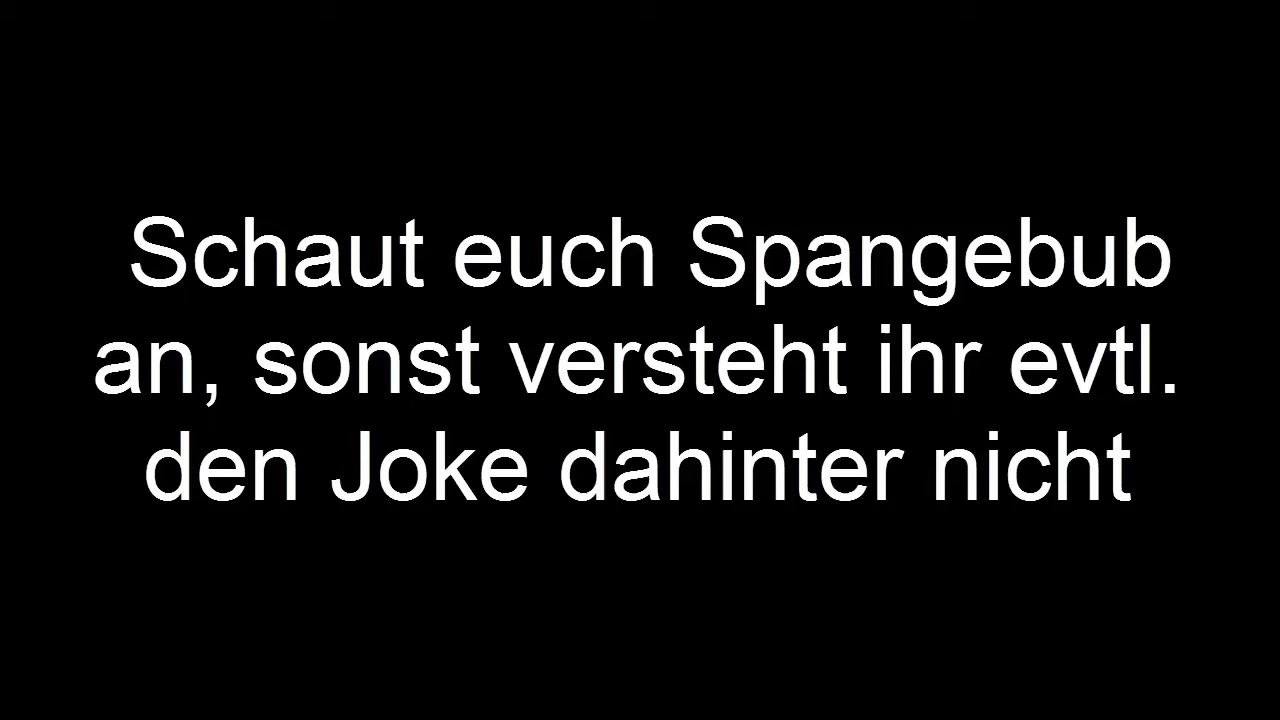 Schaut euch Spangebub
an, sonst versteht ihr evtl.
den Joke dahinter nicht